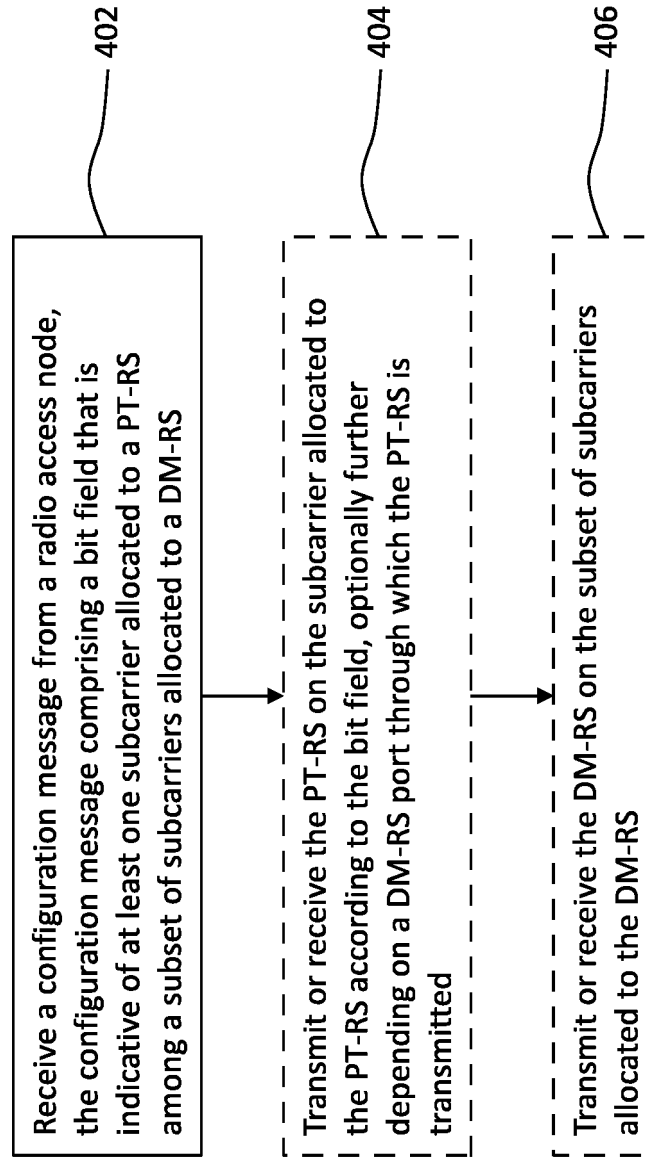 Receive a configuration message from a radio access node,
the configuration message comprising a bit field that is
indicative of at least one subcarrier allocated to a PT-RS
among a subset of subcarriers allocated to a DM-RS
402
Transmit or receive the PT-RS on the subcarrier allocated to
the PT-RS according to the bit field, optionally further
depending on a DM-RS port through which the PT-RS is
transmitted
404
Transmit or receive the DM-RS on the subset of subcarriers
allocated to the DM-RS
406